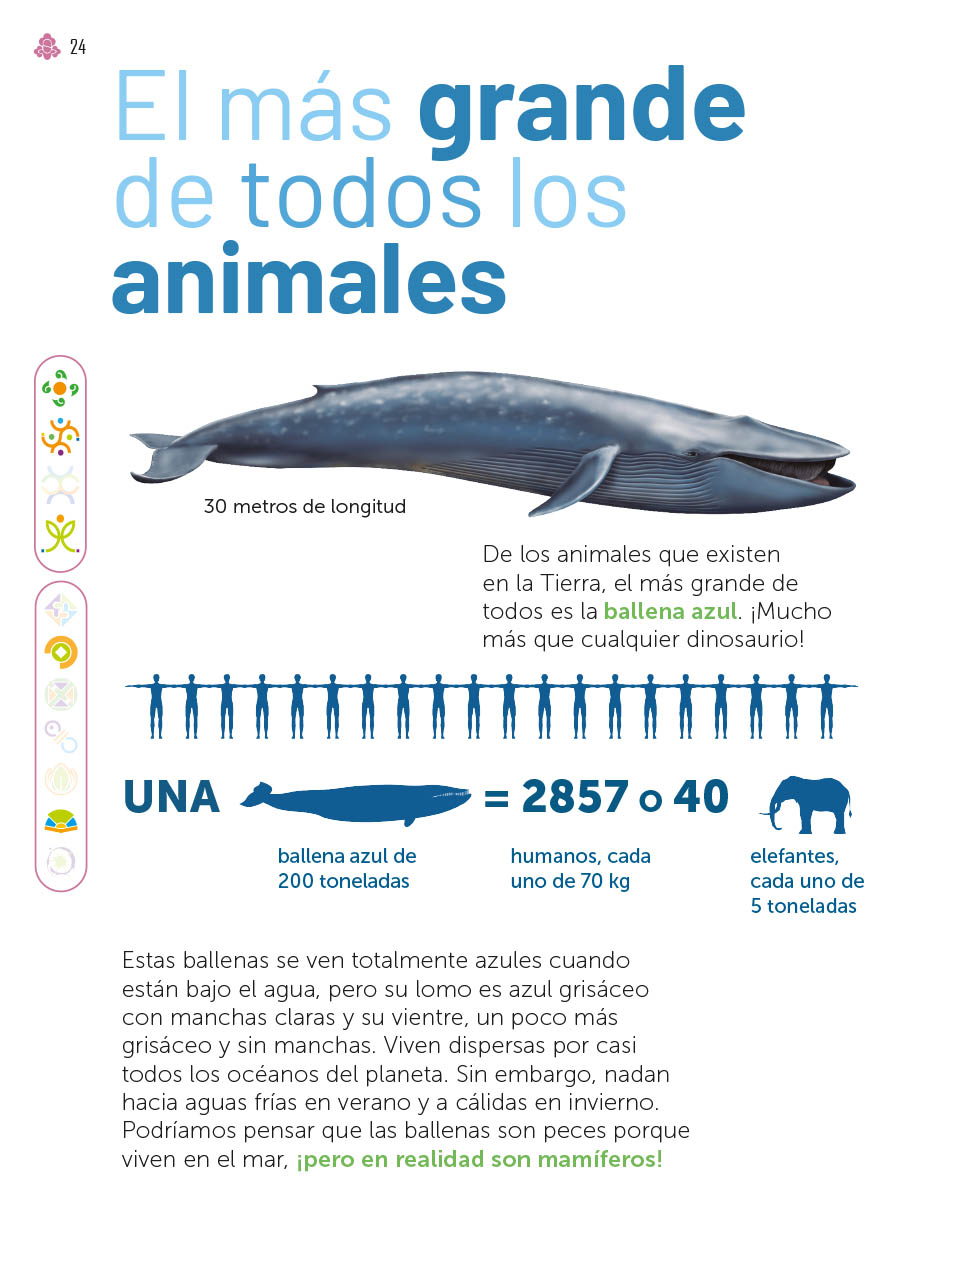 24
El más grande
de todos los
animales
30 metros de longitud
De los animales que existen
en la Tierra, el más grande de
todos es la ballena azul. ¡Mucho
más que cualquier dinosaurio!
UNA = 2857 o 40
ballena azul de
200 toneladas
humanos, cada
uno de 70 kg
elefantes,
cada uno de
5 toneladas
Estas ballenas se ven totalmente azules cuando
están bajo el agua, pero su lomo es azul grisáceo
con manchas claras y su vientre, un poco más
grisáceo y sin manchas. Viven dispersas por casi
todos los océanos del planeta. Sin embargo, nadan
hacia aguas frías en verano y a cálidas en invierno.
Podríamos pensar que las ballenas son peces porque
viven en el mar, ¡pero en realidad son mamíferos!